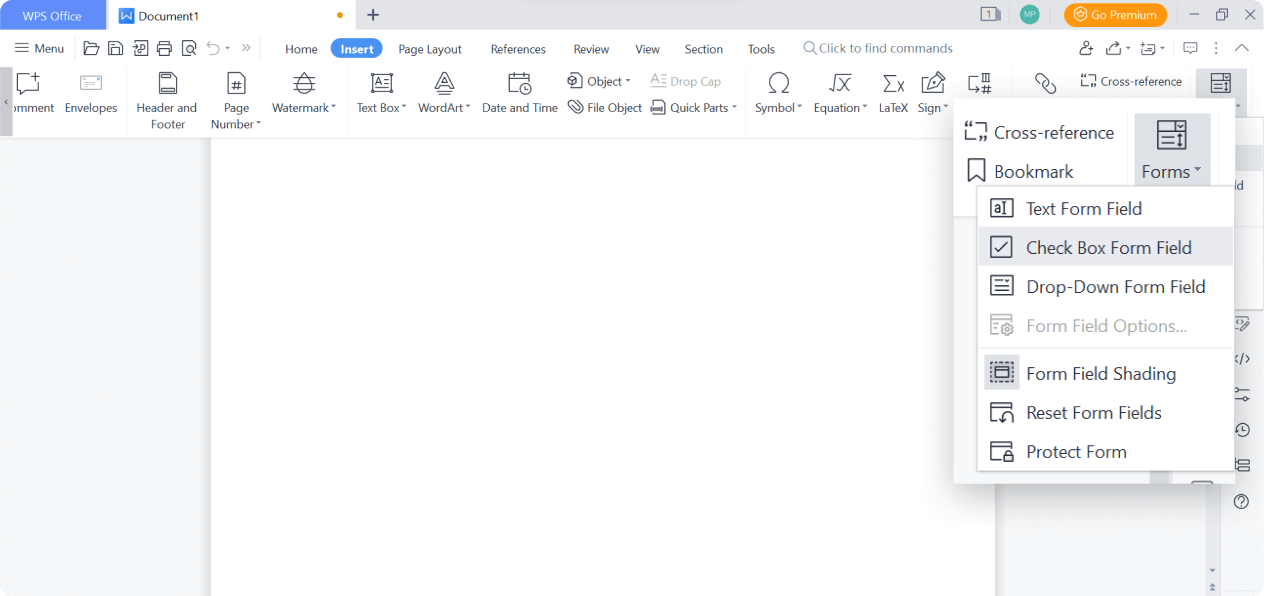 WPS Office
Document1
1
MP
Go Premium
Menu
Home
Insert
Page Layout
References
Review
View
Section
Tools
Click to find commands
omment
Envelopes
Header and
Footer
Page
Number
Watermark
Text Box
WordArt
Date and Time
Object
File Object
Drop Cap
Quick Parts
Symbol
Equation
LaTeX
Sign
Cross-reference
Cross-reference
Bookmark
Forms
ld
Text Form Field
Check Box Form Field
Drop-Down Form Field
Form Field Options...
Form Field Shading
Reset Form Fields
Protect Form